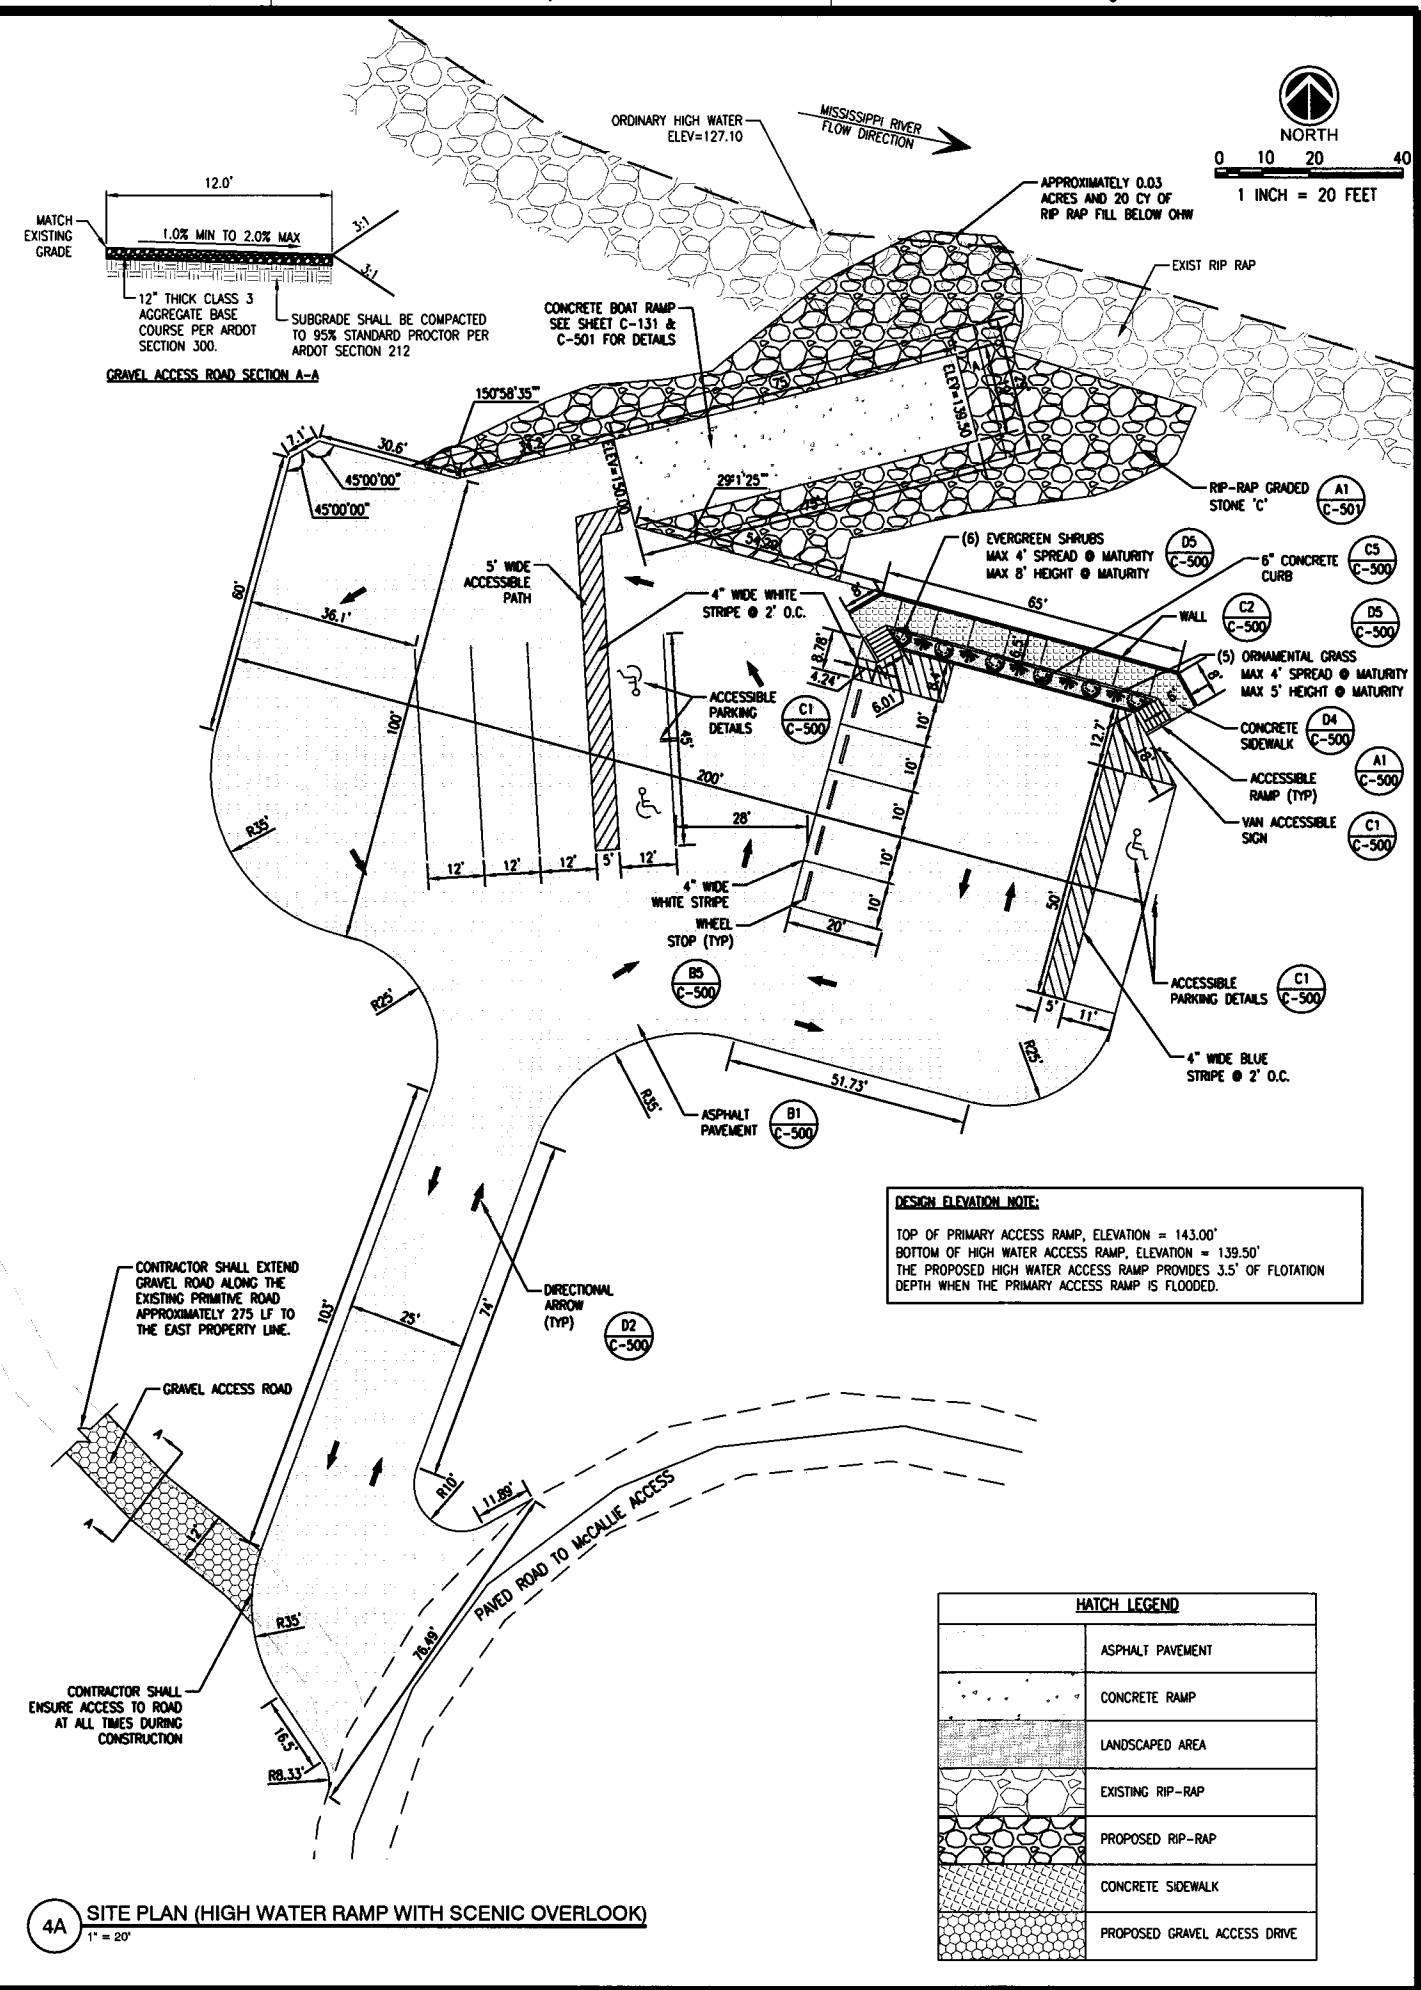 NORTH
0 10 20 40
1 INCH = 20 FEET
ORDINARY HIGH WATER
ELEV=127.10
MISSISSIPPI RIVER
FLOW DIRECTION
APPROXIMATELY 0.03
ACRES AND 20 CY OF
RIP RAP FILL BELOW OHW
EXIST RIP RAP
12.0'
MATCH
EXISTING
GRADE
1.0% MIN TO 2.0% MAX
3:1
3:1
12" THICK CLASS 3
AGGREGATE BASE
COURSE PER ARDOT
SECTION 300.
SUBGRADE SHALL BE COMPACTED
TO 95% STANDARD PROCTOR PER
ARDOT SECTION 212
GRAVEL ACCESS ROAD SECTION A-A
CONCRETE BOAT RAMP
SEE SHEET C-131 &
C-501 FOR DETAILS
150°58'35"
7.1'
30.6'
45°00'00"
45°00'00"
75'
ELEV=139.50
ELEV=150.00
29°1'25"
75'
RIP-RAP GRADED
STONE 'C'
A1
C-501
(6) EVERGREEN SHRUBS
MAX 4' SPREAD @ MATURITY
MAX 8' HEIGHT @ MATURITY
D5
C-500
6" CONCRETE
CURB
C5
C-500
5' WIDE
ACCESSIBLE
PATH
4" WIDE WHITE
STRIPE @ 2' O.C.
8'
65'
WALL
C2
C-500
D5
C-500
(5) ORNAMENTAL GRASS
MAX 4' SPREAD @ MATURITY
MAX 5' HEIGHT @ MATURITY
60'
36.1'
100'
8.78'
4.24'
6.01'
8.4'
6.5'
8'
6'
ACCESSIBLE
PARKING
DETAILS
C1
C-500
45'
10'
10'
10'
10'
10'
12.7'
CONCRETE
SIDEWALK
D4
C-500
A1
C-500
ACCESSIBLE
RAMP (TYP)
VAN ACCESSIBLE
SIGN
C1
C-500
200'
28'
R35'
12'
12'
12'
5'
12'
4" WIDE
WHITE STRIPE
WHEEL
STOP (TYP)
20'
50'
B5
C-500
R25'
5'
11'
ACCESSIBLE
PARKING DETAILS
C1
C-500
R25'
4" WIDE BLUE
STRIPE @ 2' O.C.
51.73'
R35'
ASPHALT
PAVEMENT
B1
C-500
DESIGN ELEVATION NOTE:
TOP OF PRIMARY ACCESS RAMP, ELEVATION = 143.00'
BOTTOM OF HIGH WATER ACCESS RAMP, ELEVATION = 139.50'
THE PROPOSED HIGH WATER ACCESS RAMP PROVIDES 3.5' OF FLOTATION
DEPTH WHEN THE PRIMARY ACCESS RAMP IS FLOODED.
CONTRACTOR SHALL EXTEND
GRAVEL ROAD ALONG THE
EXISTING PRIMITIVE ROAD
APPROXIMATELY 275 LF TO
THE EAST PROPERTY LINE.
103'
25'
74'
DIRECTIONAL
ARROW
(TYP)
D2
C-500
GRAVEL ACCESS ROAD
A
A
12'
R10'
11.89'
PAVED ROAD TO McCALLIE ACCESS
R35'
76.49'
CONTRACTOR SHALL
ENSURE ACCESS TO ROAD
AT ALL TIMES DURING
CONSTRUCTION
16.5'
R8.33'
HATCH LEGEND
ASPHALT PAVEMENT
CONCRETE RAMP
LANDSCAPED AREA
EXISTING RIP-RAP
PROPOSED RIP-RAP
CONCRETE SIDEWALK
PROPOSED GRAVEL ACCESS DRIVE
4A
SITE PLAN (HIGH WATER RAMP WITH SCENIC OVERLOOK)
1" = 20'